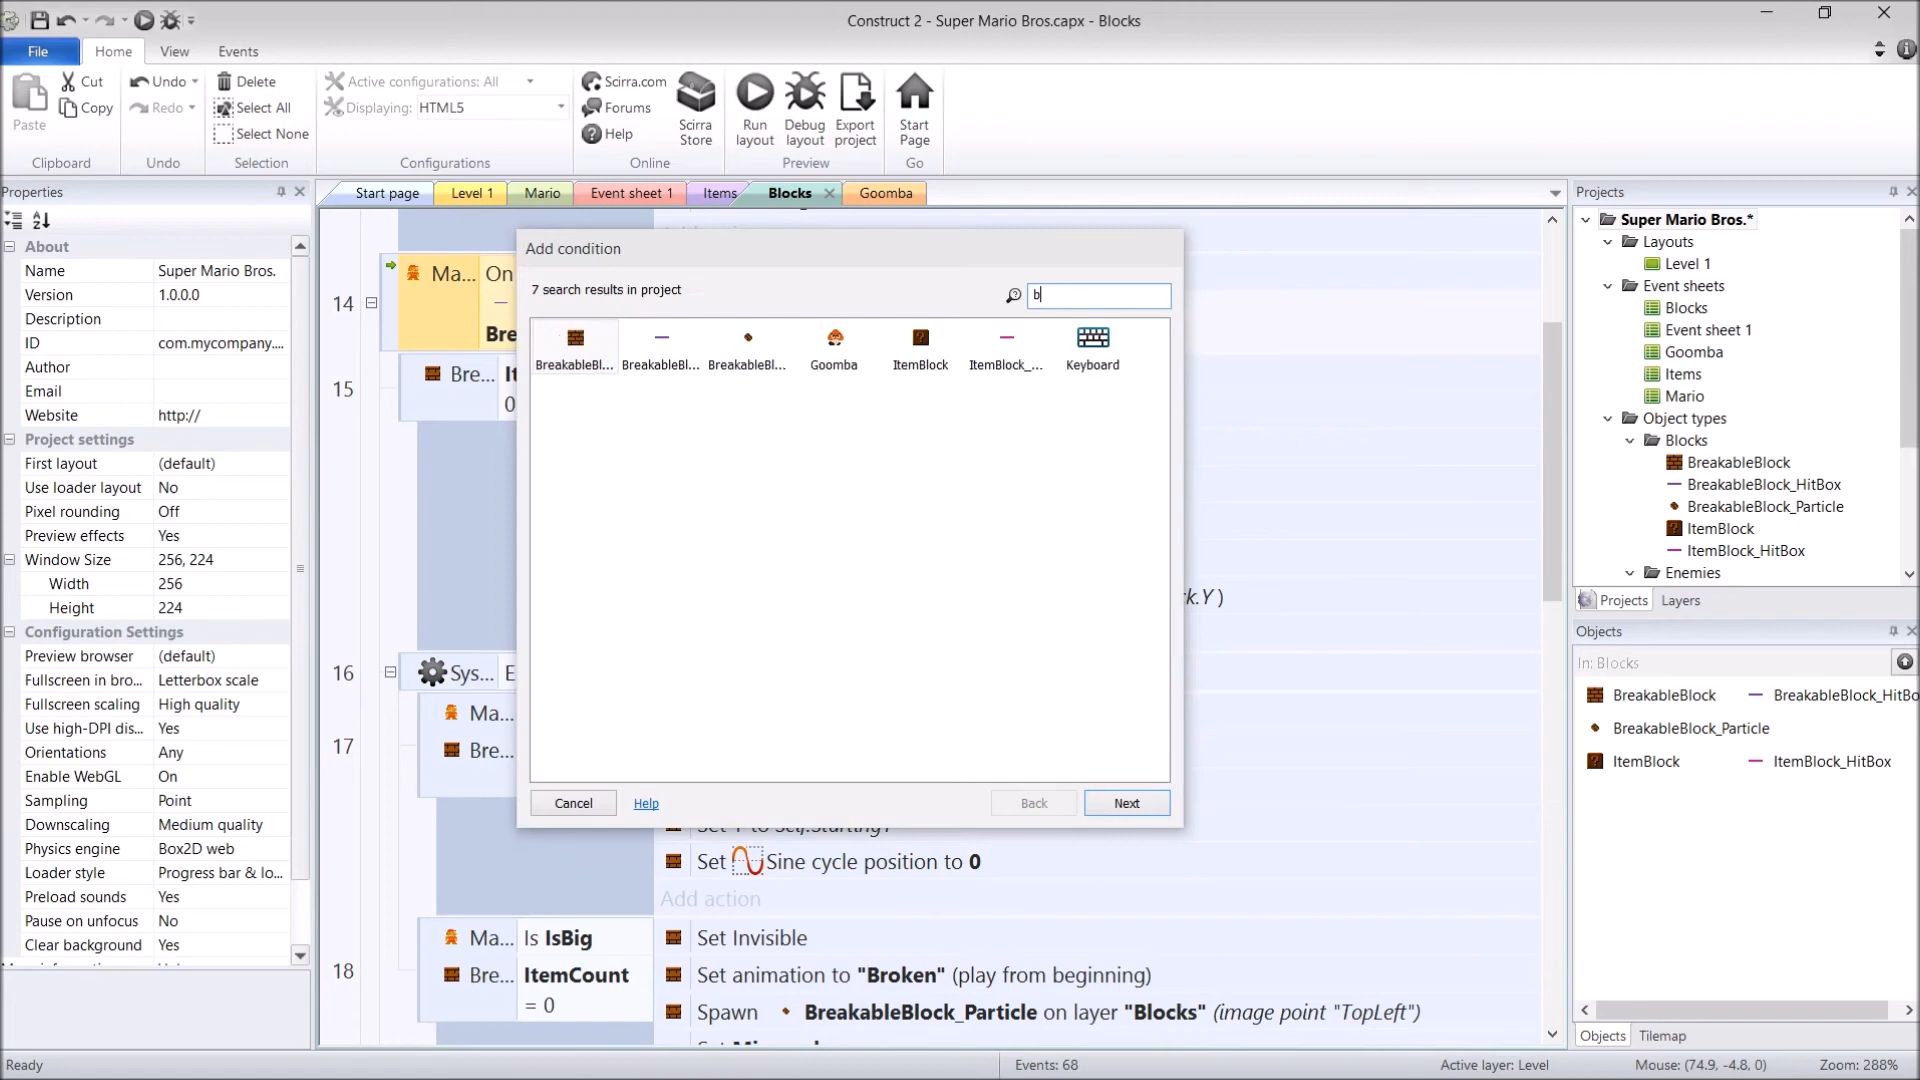 Construct 2 - Super Mario Bros.capx - Blocks
File
Home
View
Events
Paste
Cut
Copy
Clipboard
Undo
Redo
Undo
Delete
Select All
Select None
Selection
Active configurations: All
Displaying: HTML5
Configurations
Scirra.com
Forums
Help
Scirra
Store
Online
Run
layout
Debug
layout
Export
project
Preview
Start
Page
Go
Properties
About
Name Super Mario Bros.
Version 1.0.0.0
Description
ID com.mycompany....
Author
Email
Website http://
Project settings
First layout (default)
Use loader layout No
Pixel rounding Off
Preview effects Yes
Window Size 256, 224
Width 256
Height 224
Configuration Settings
Preview browser (default)
Fullscreen in bro... Letterbox scale
Fullscreen scaling High quality
Use high-DPI dis... Yes
Orientations Any
Enable WebGL On
Sampling Point
Downscaling Medium quality
Physics engine Box2D web
Loader style Progress bar & lo...
Preload sounds Yes
Pause on unfocus No
Clear background Yes
Start page
Level 1
Mario
Event sheet 1
Items
Blocks
Goomba
14
Ma... On
Bre
15
Bre... It
0
k.Y )
16
Sys... E
17
Ma...
Bre...
Set Y to Self.StartingY
Set Sine cycle position to 0
Add action
18
Ma... Is IsBig
Bre... ItemCount
= 0
Set Invisible
Set animation to "Broken" (play from beginning)
Spawn BreakableBlock_Particle on layer "Blocks" (image point "TopLeft")
Add condition
7 search results in project
b
BreakableBl...
BreakableBl...
BreakableBl...
Goomba
ItemBlock
ItemBlock_...
Keyboard
Cancel
Help
Back
Next
Projects
Super Mario Bros.*
Layouts
Level 1
Event sheets
Blocks
Event sheet 1
Goomba
Items
Mario
Object types
Blocks
BreakableBlock
BreakableBlock_HitBox
BreakableBlock_Particle
ItemBlock
ItemBlock_HitBox
Enemies
Projects
Layers
Objects
In: Blocks
BreakableBlock
BreakableBlock_HitBo
BreakableBlock_Particle
ItemBlock
ItemBlock_HitBox
Objects
Tilemap
Ready
Events: 68
Active layer: Level
Mouse: (74.9, -4.8, 0)
Zoom: 288%